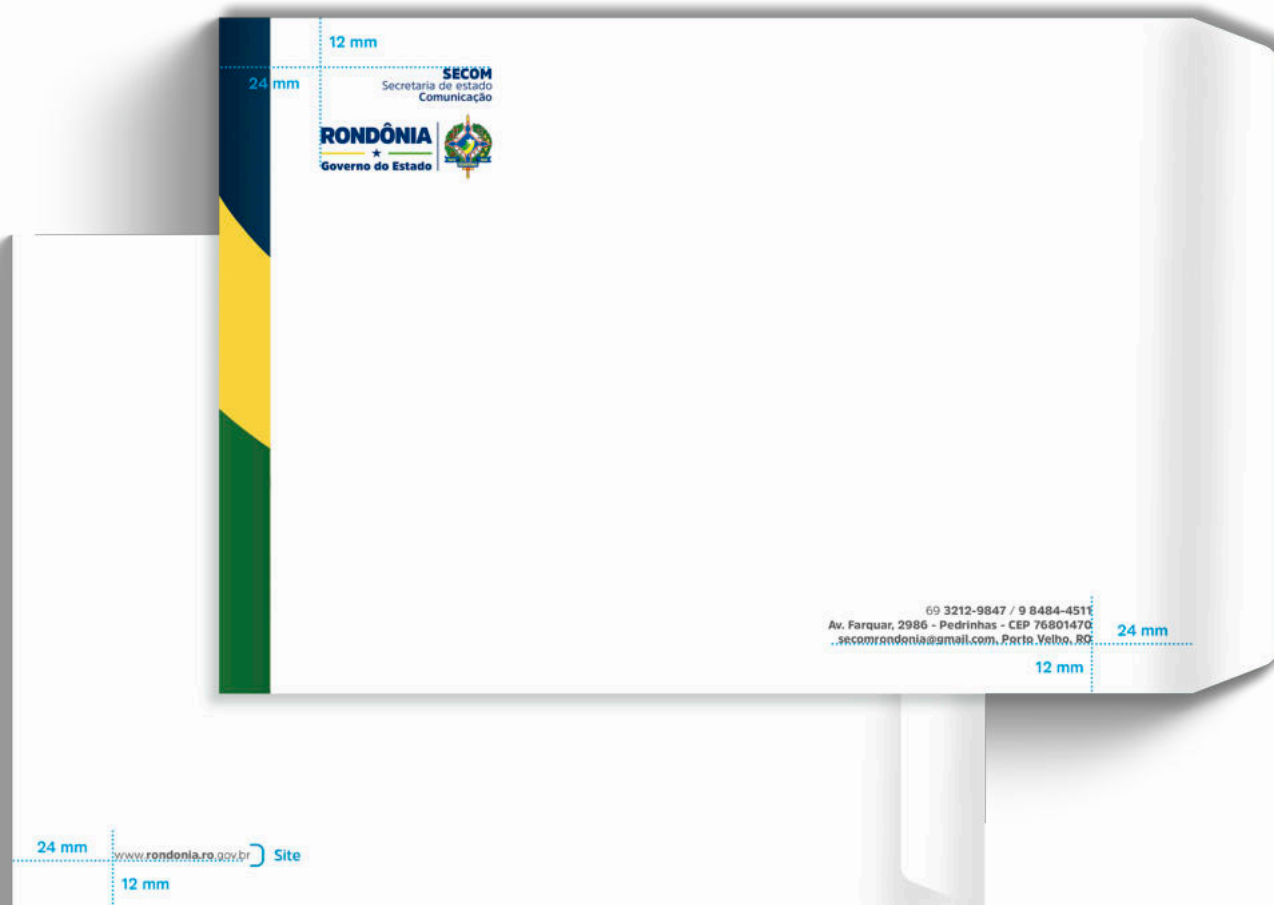 12 mm
24 mm
SECOM
Secretaria de estado
Comunicação
RONDÔNIA
Governo do Estado
69 3212-9847 / 9 8484-4511
Av. Farquar, 2986 - Pedrinhas - CEP 76801470
secomrondonia@gmail.com, Porto Velho, RO
24 mm
12 mm
24 mm
www.rondonia.ro.gov.br
Site
12 mm